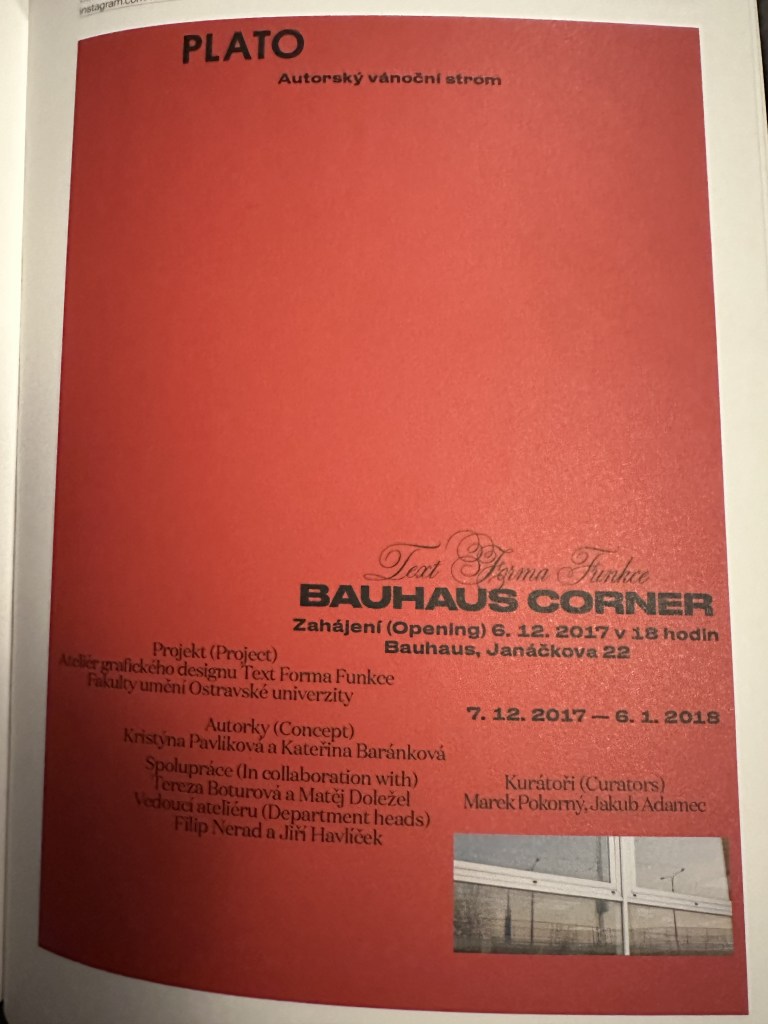 instagram.com
PLATO
Autorský vánoční strom
Text Forma Funkce
BAUHAUS CORNER
Zahájení (Opening) 6. 12. 2017 v 18 hodin
Bauhaus, Janáčkova 22
Projekt (Project)
Ateliér grafického designu Text Forma Funkce
Fakulty umění Ostravské univerzity
7. 12. 2017 — 6. 1. 2018
Autorky (Concept)
Kristýna Pavlíková a Kateřina Baránková
Spolupráce (In collaboration with)
Tereza Boturová a Matěj Doležel
Vedoucí ateliéru (Department heads)
Filip Nerad a Jiří Havlíček
Kurátoři (Curators)
Marek Pokorný, Jakub Adamec